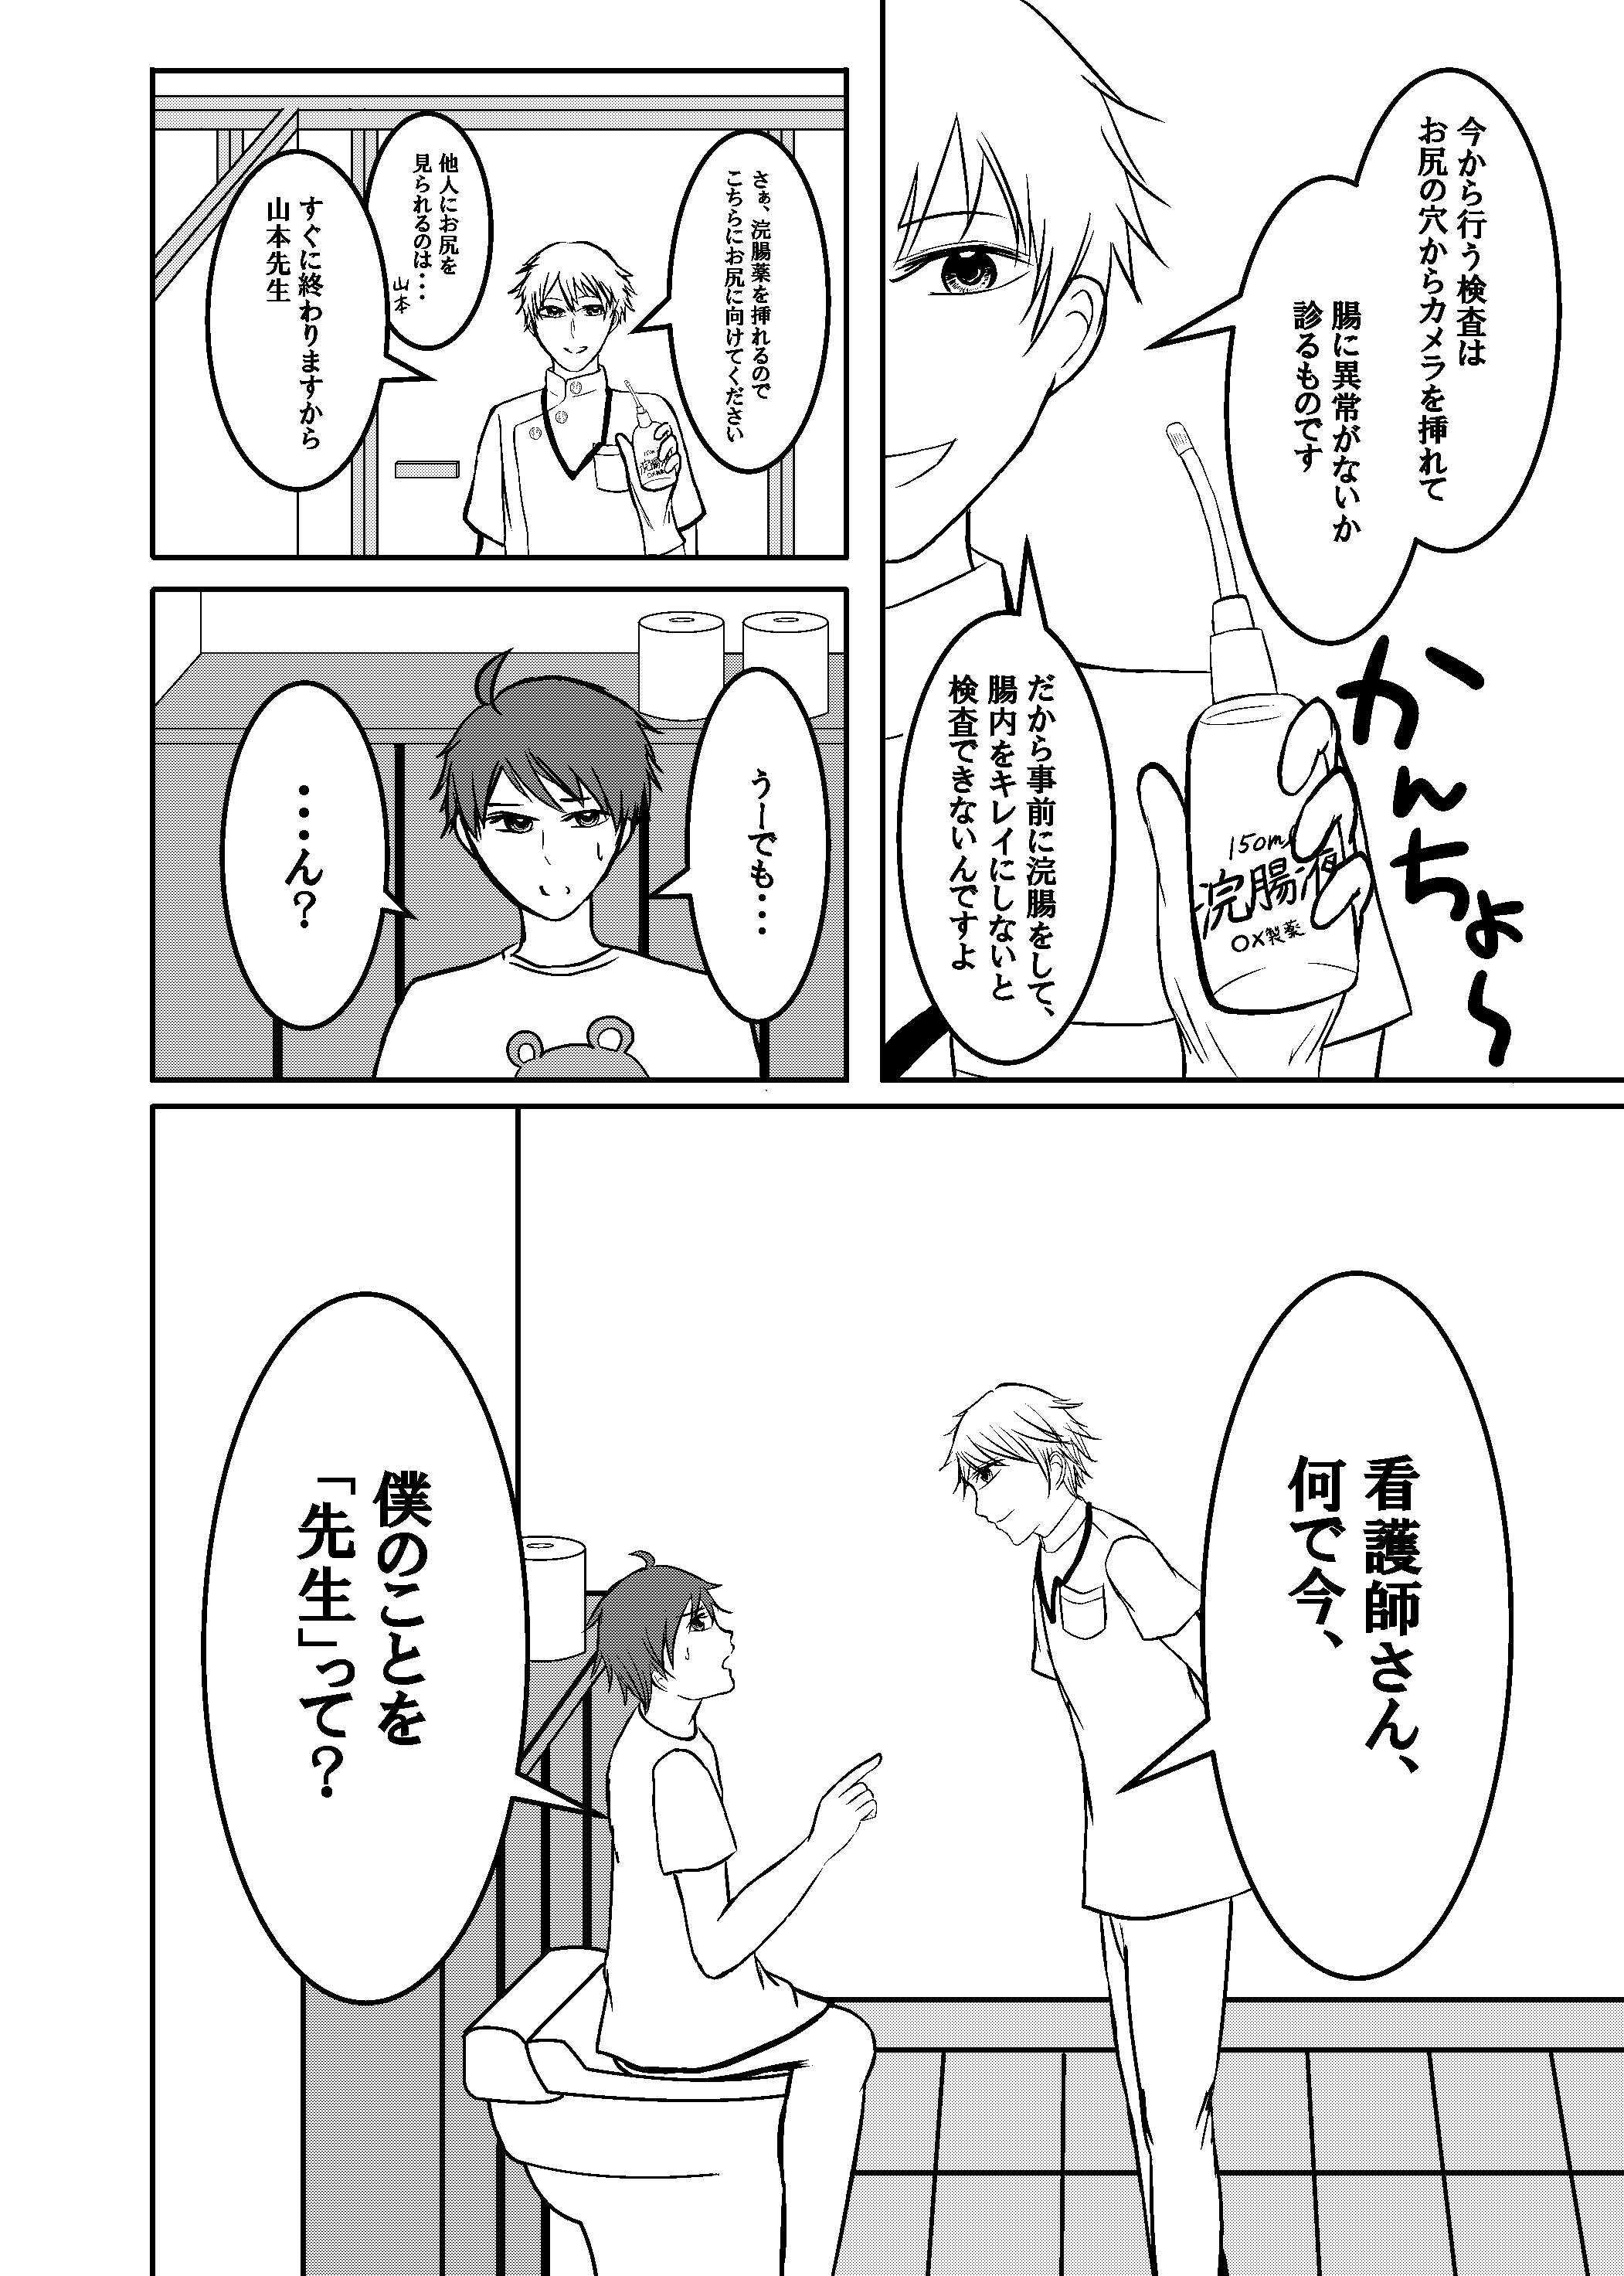 今から行う検査は
お尻の穴からカメラを挿れて
腸に異常がないか
診るものです
かんちょ〜
150ml
浣腸液
○×製薬
だから事前に浣腸をして、
腸内をキレイにしないと
検査できないんですよ
さぁ、浣腸薬を挿れるので
こちらにお尻に向けてください
他人にお尻を
見られるのは・・・
山本
すぐに終わりますから
山本先生
うーでも・・・
・・・ん？
看護師さん、
何で今、
僕のことを
「先生」って？